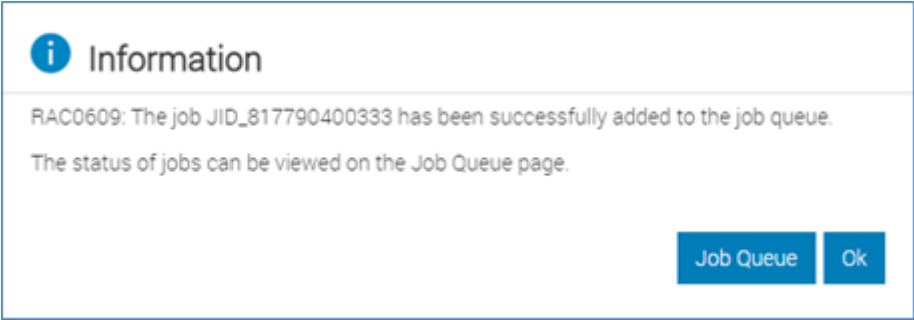 Information
RAC0609: The job JID_817790400333 has been successfully added to the job queue.
The status of jobs can be viewed on the Job Queue page.
Job Queue
Ok